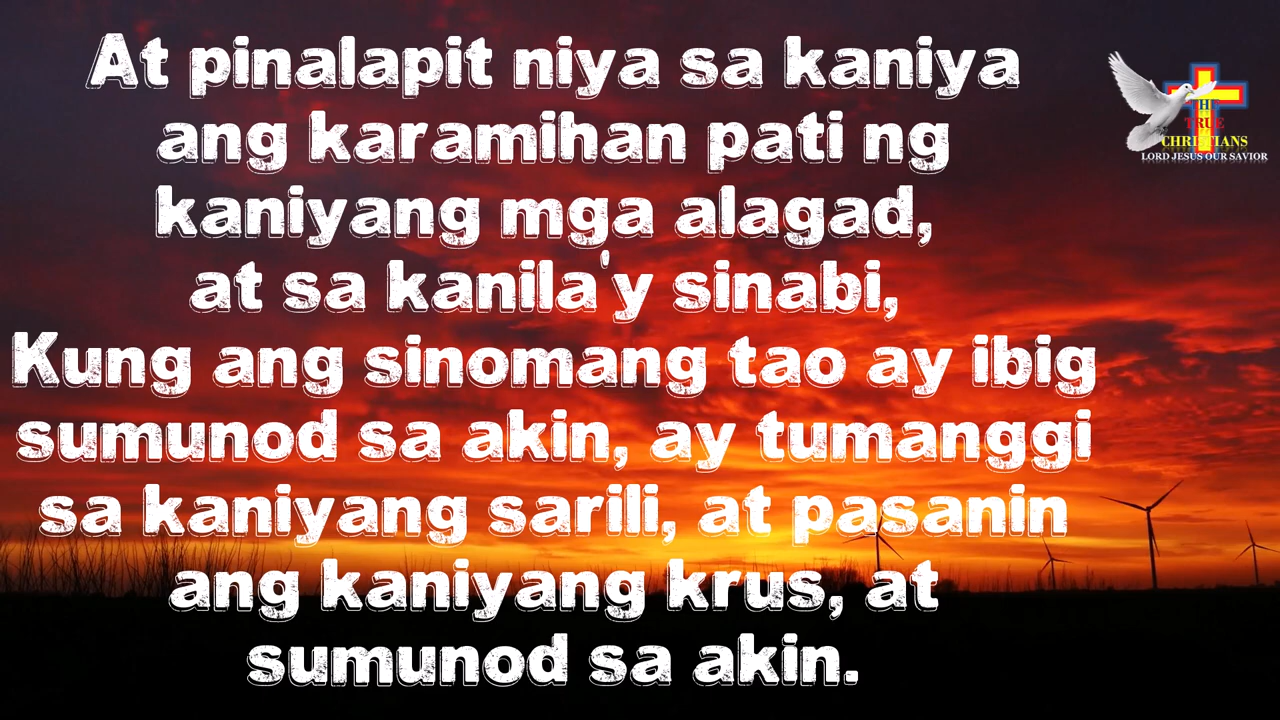 At pinalapit niya sa kaniya
ang karamihan pati ng
kaniyang mga alagad,
at sa kanila'y sinabi,
Kung ang sinomang tao ay ibig
sumunod sa akin, ay tumanggi
sa kaniyang sarili, at pasanin
ang kaniyang krus, at
sumunod sa akin.
THE
TRUE
CHRISTIANS
LORD JESUS OUR SAVIOR